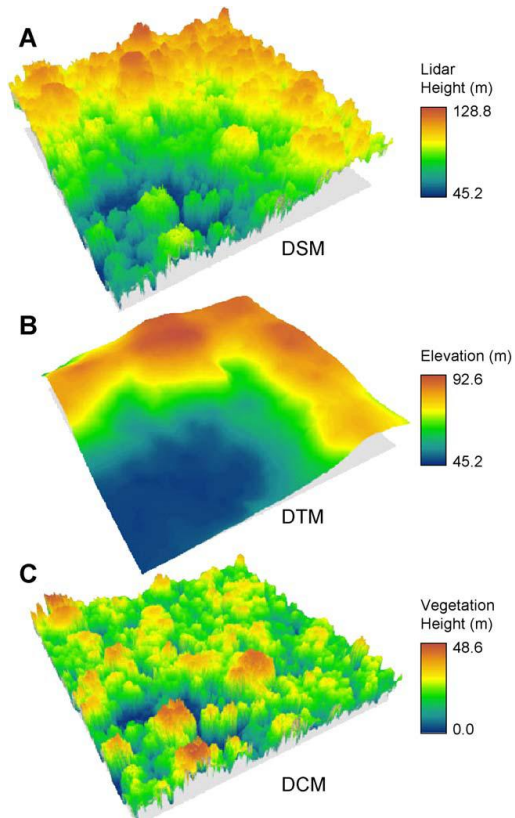 A
Lidar
Height (m)
128.8
45.2
DSM
B
Elevation (m)
92.6
45.2
DTM
C
Vegetation
Height (m)
48.6
0.0
DCM